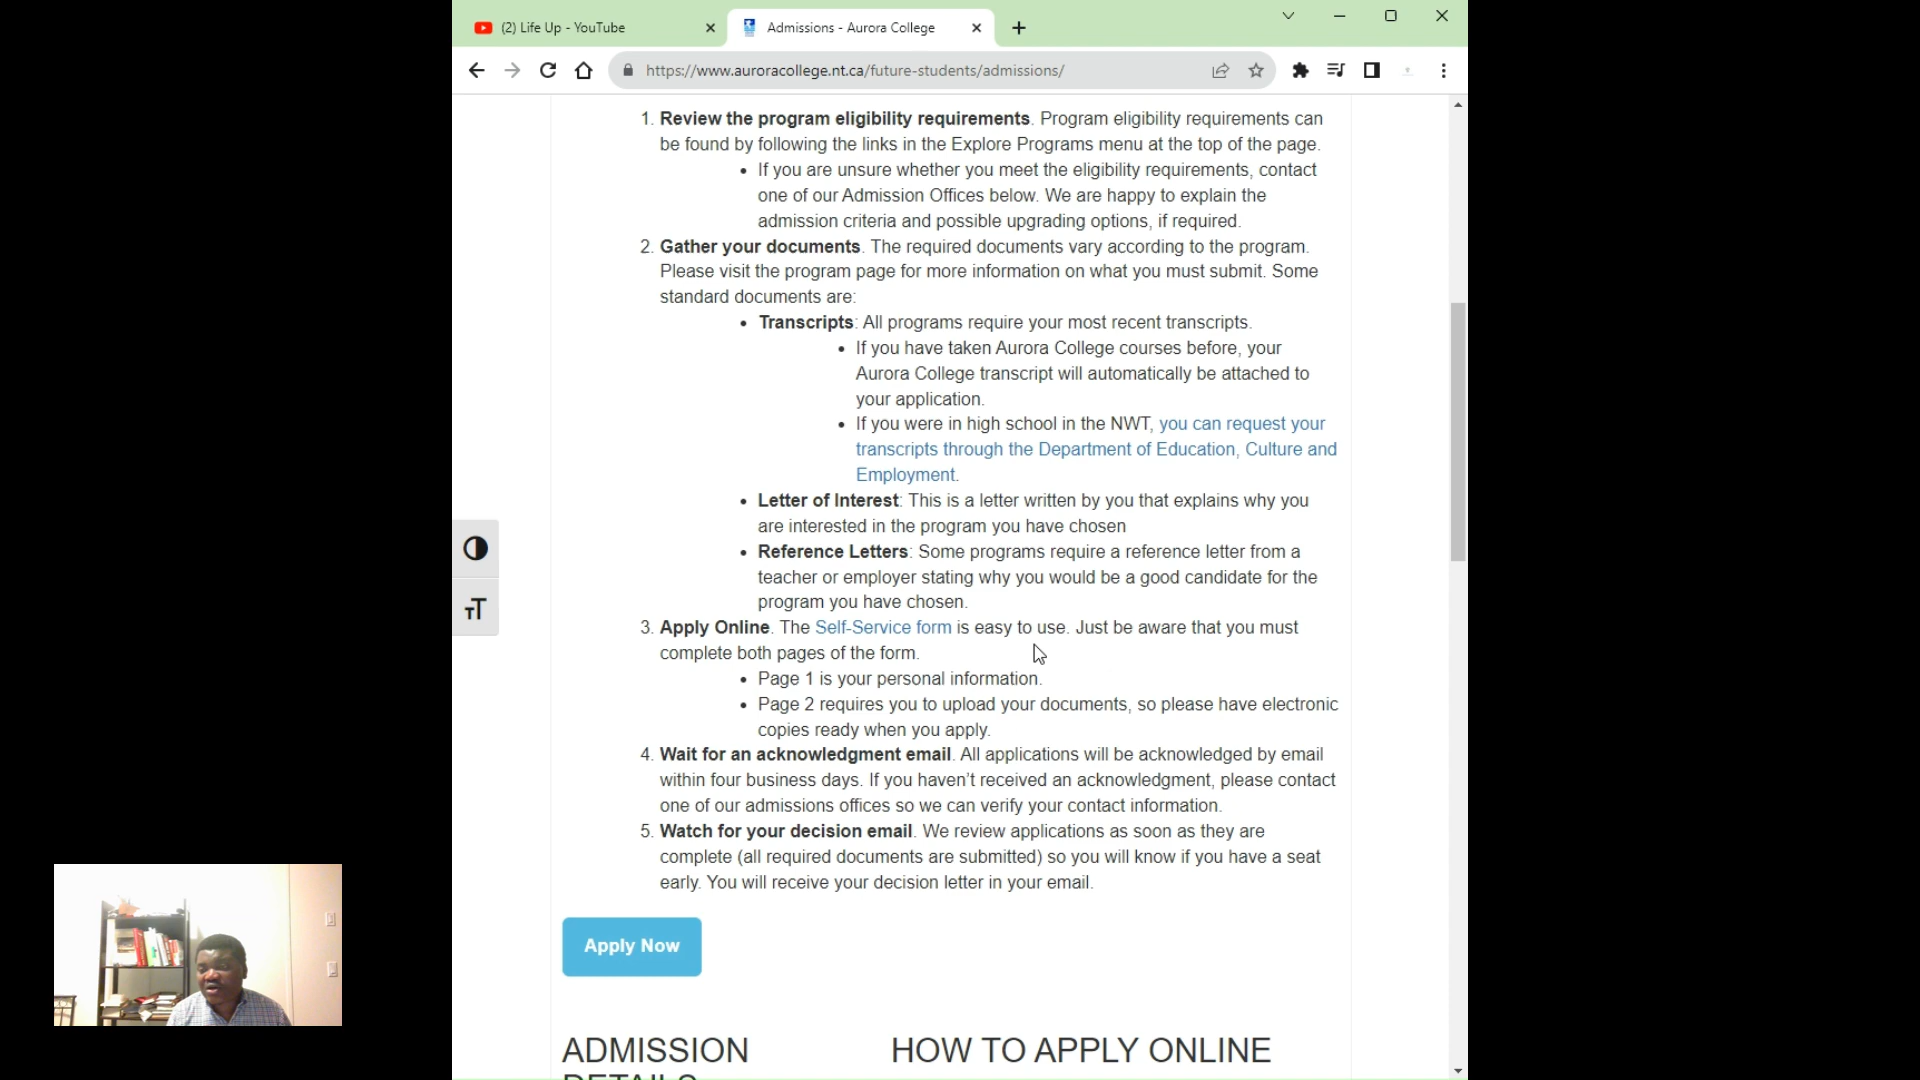 (2) Life Up - YouTube
Admissions - Aurora College
https://www.auroracollege.nt.ca/future-students/admissions/
1. Review the program eligibility requirements. Program eligibility requirements can
be found by following the links in the Explore Programs menu at the top of the page.
• If you are unsure whether you meet the eligibility requirements, contact
one of our Admission Offices below. We are happy to explain the
admission criteria and possible upgrading options, if required.
2. Gather your documents. The required documents vary according to the program.
Please visit the program page for more information on what you must submit. Some
standard documents are:
• Transcripts: All programs require your most recent transcripts.
• If you have taken Aurora College courses before, your
Aurora College transcript will automatically be attached to
your application.
• If you were in high school in the NWT, you can request your
transcripts through the Department of Education, Culture and
Employment.
• Letter of Interest: This is a letter written by you that explains why you
are interested in the program you have chosen
• Reference Letters: Some programs require a reference letter from a
teacher or employer stating why you would be a good candidate for the
program you have chosen.
3. Apply Online. The Self-Service form is easy to use. Just be aware that you must
complete both pages of the form.
• Page 1 is your personal information.
• Page 2 requires you to upload your documents, so please have electronic
copies ready when you apply.
4. Wait for an acknowledgment email. All applications will be acknowledged by email
within four business days. If you haven’t received an acknowledgment, please contact
one of our admissions offices so we can verify your contact information.
5. Watch for your decision email. We review applications as soon as they are
complete (all required documents are submitted) so you will know if you have a seat
early. You will receive your decision letter in your email.
Apply Now
ADMISSION
DETAILS
HOW TO APPLY ONLINE